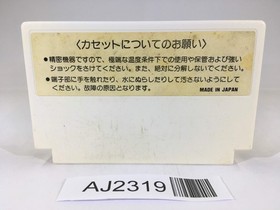 〈カセットについてのお願い〉
●精密機器ですので、極端な温度条件下での使用や保管および強い
ショックをさけてください。また、絶対に分解しないでください。
●端子部に手を触れたり、水にぬらしたりして汚さないようにして
ください。故障の原因となります。
MADE IN JAPAN
AJ2319